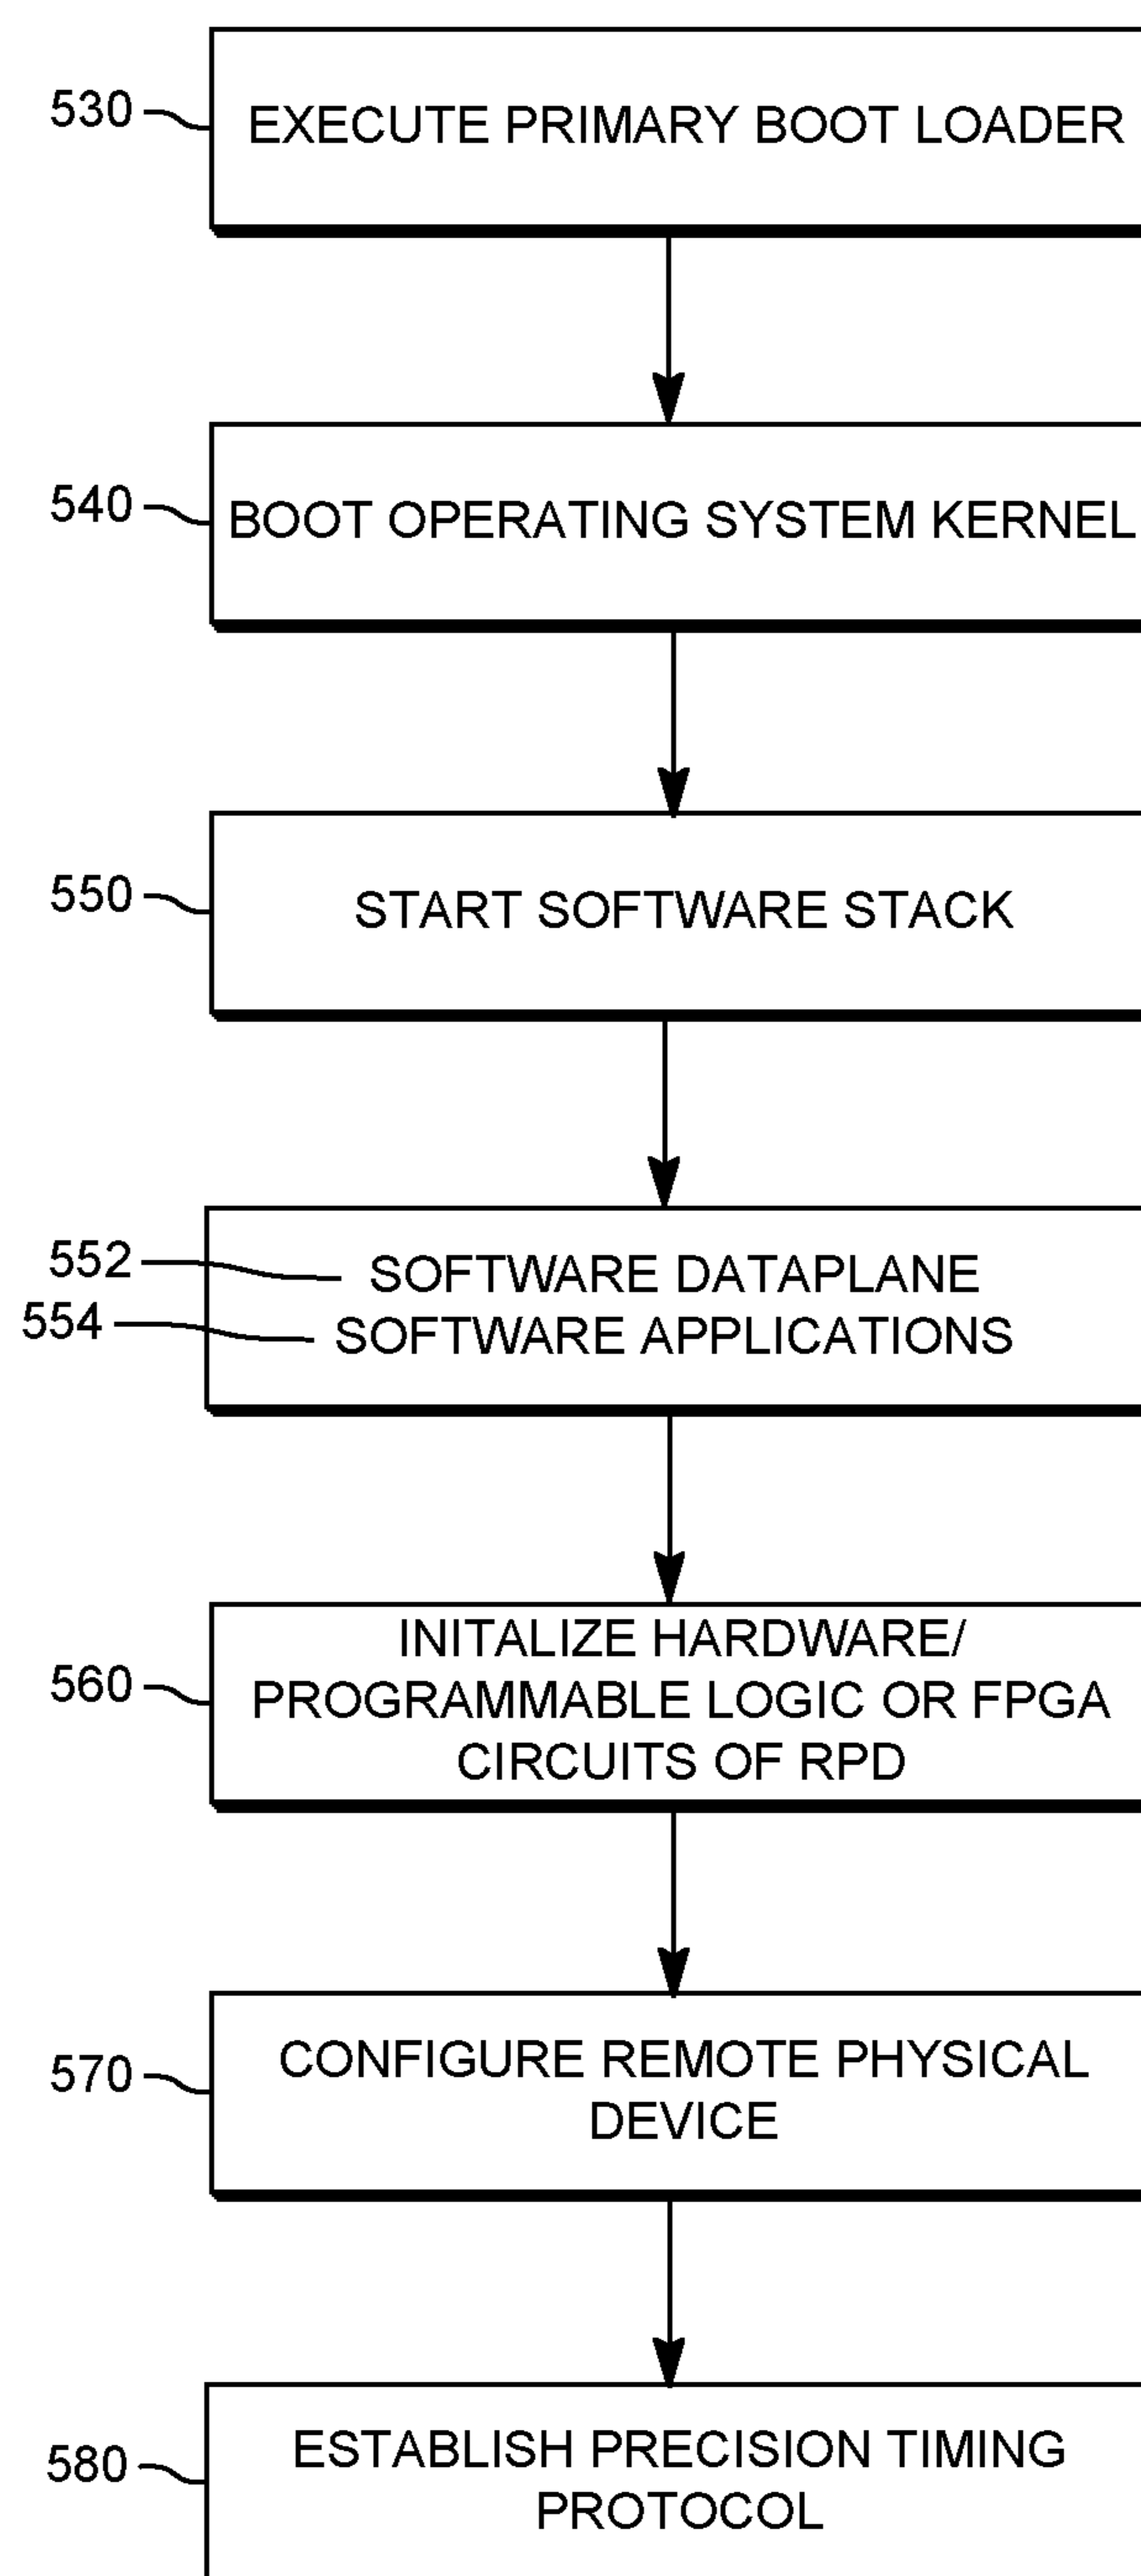 530
EXECUTE PRIMARY BOOT LOADER
540
BOOT OPERATING SYSTEM KERNEL
550
START SOFTWARE STACK
552
SOFTWARE DATAPLANE
554
SOFTWARE APPLICATIONS
560
INITALIZE HARDWARE/
PROGRAMMABLE LOGIC OR FPGA
CIRCUITS OF RPD
570
CONFIGURE REMOTE PHYSICAL
DEVICE
580
ESTABLISH PRECISION TIMING
PROTOCOL